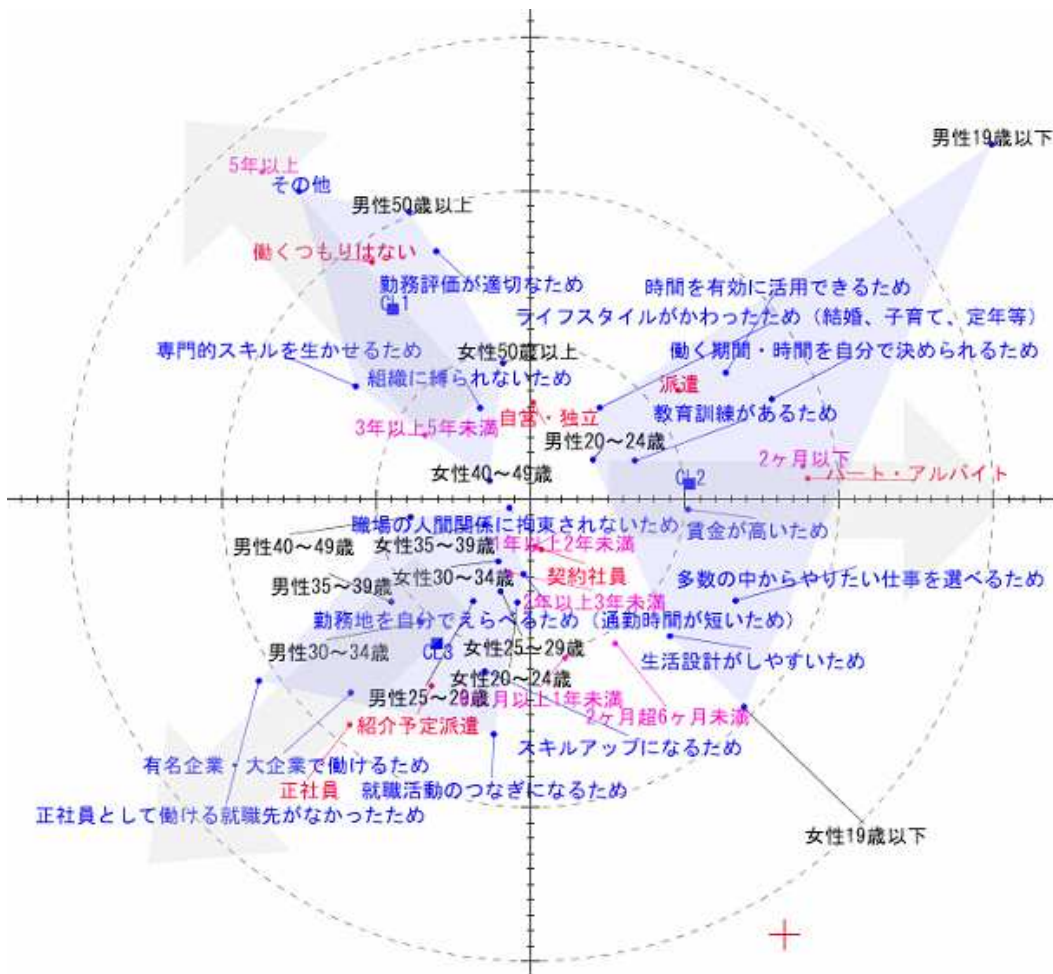 男性19歳以下
5年以上
その他
男性50歳以上
働くつもりはない
勤務評価が適切なため
時間を有効に活用できるため
CL1
ライフスタイルがかわったため（結婚、子育て、定年等）
専門的スキルを生かせるため
女性50歳以上
働く期間・時間を自分で決められるため
組織に縛られないため
派遣
自営・独立
教育訓練があるため
3年以上5年未満
男性20～24歳
女性40～49歳
2ヶ月以下
パート・アルバイト
CL2
職場の人間関係に拘束されないため
賃金が高いため
男性40～49歳
女性35～39歳
1年以上2年未満
女性30～34歳
契約社員
多数の中からやりたい仕事を選べるため
男性35～39歳
2年以上3年未満
勤務地を自分でえらべるため（通勤時間が短いため）
男性30～34歳
CL3
女性25～29歳
生活設計がしやすいため
女性20～24歳
男性25～29歳
月以上1年未満
2ヶ月超6ヶ月未満
紹介予定派遣
スキルアップになるため
有名企業・大企業で働けるため
正社員
就職活動のつなぎになるため
正社員として働ける就職先がなかったため
女性19歳以下